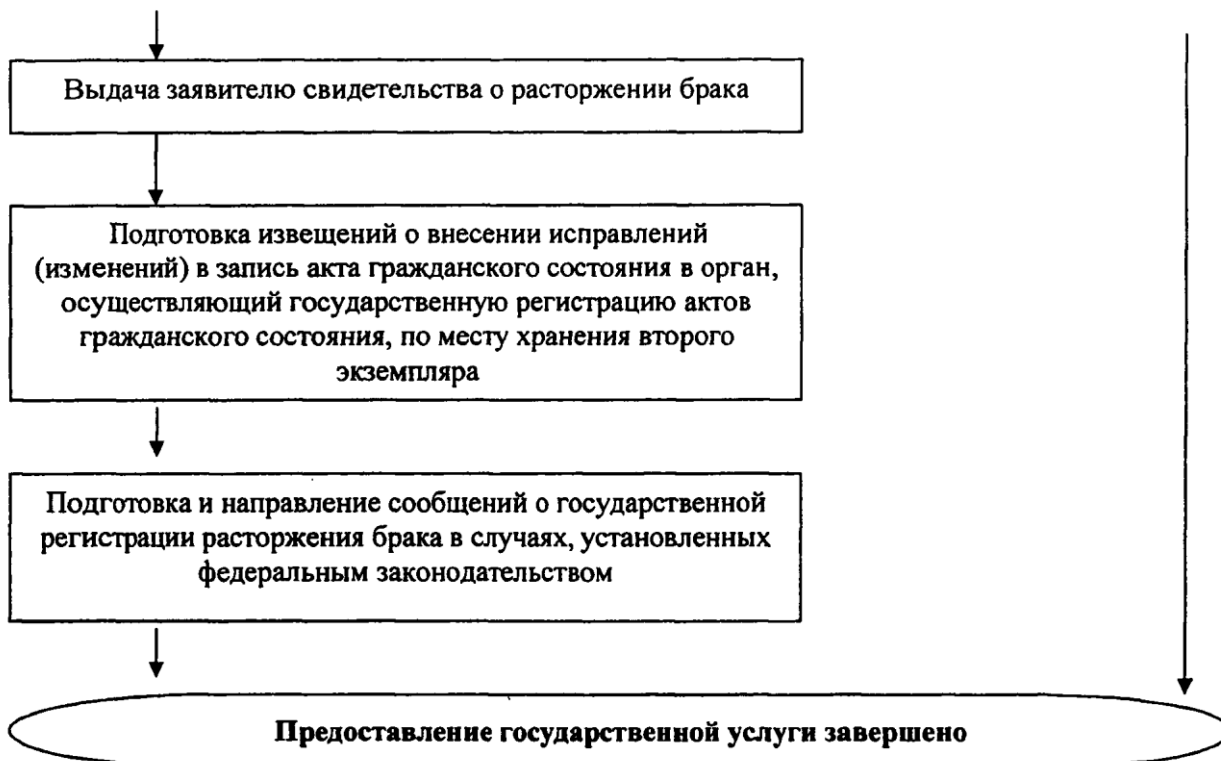 Выдача заявителю свидетельства о расторжении брака
Подготовка извещений о внесении исправлений
(изменений) в запись акта гражданского состояния в орган,
осуществляющий государственную регистрацию актов
гражданского состояния, по месту хранения второго
экземпляра
Подготовка и направление сообщений о государственной
регистрации расторжения брака в случаях, установленных
федеральным законодательством
Предоставление государственной услуги завершено